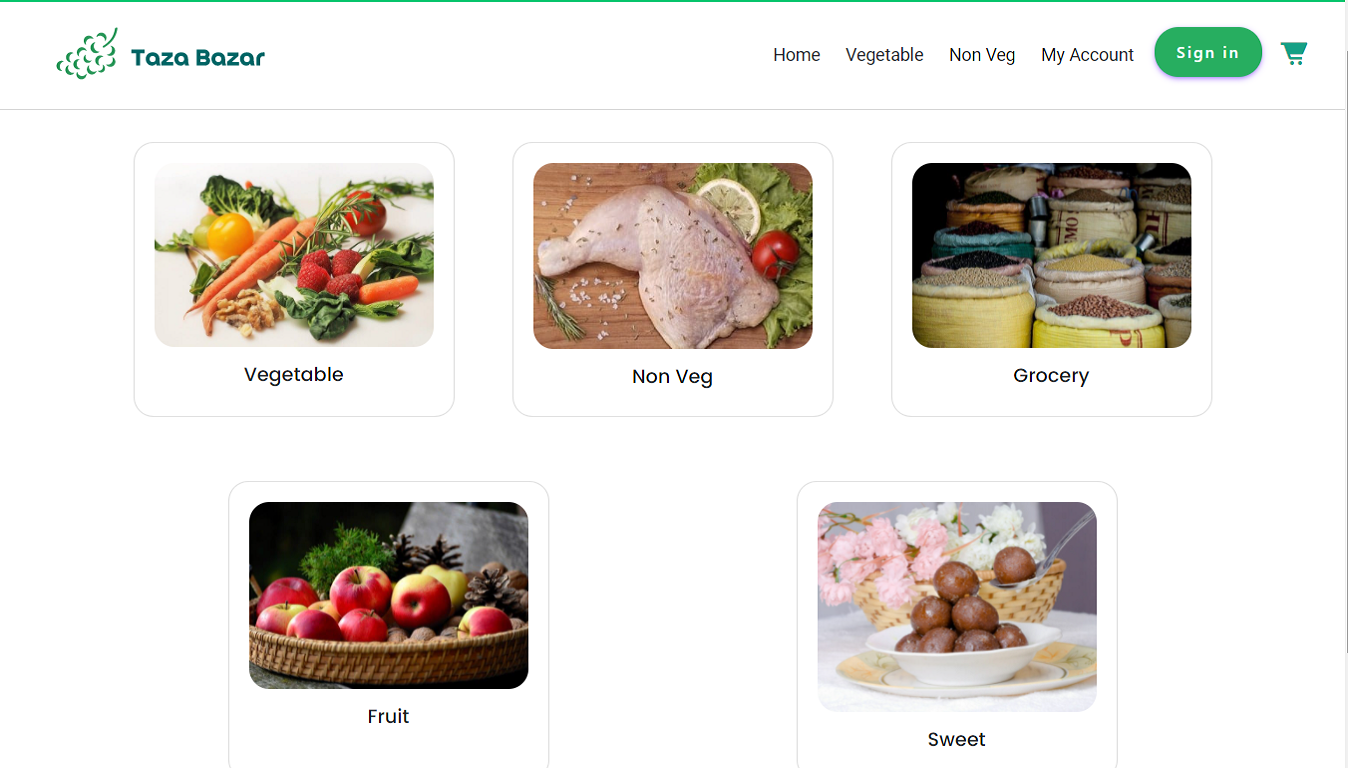 Taza Bazar
Home Vegetable Non Veg My Account Sign in
Vegetable Non Veg Grocery
Fruit Sweet